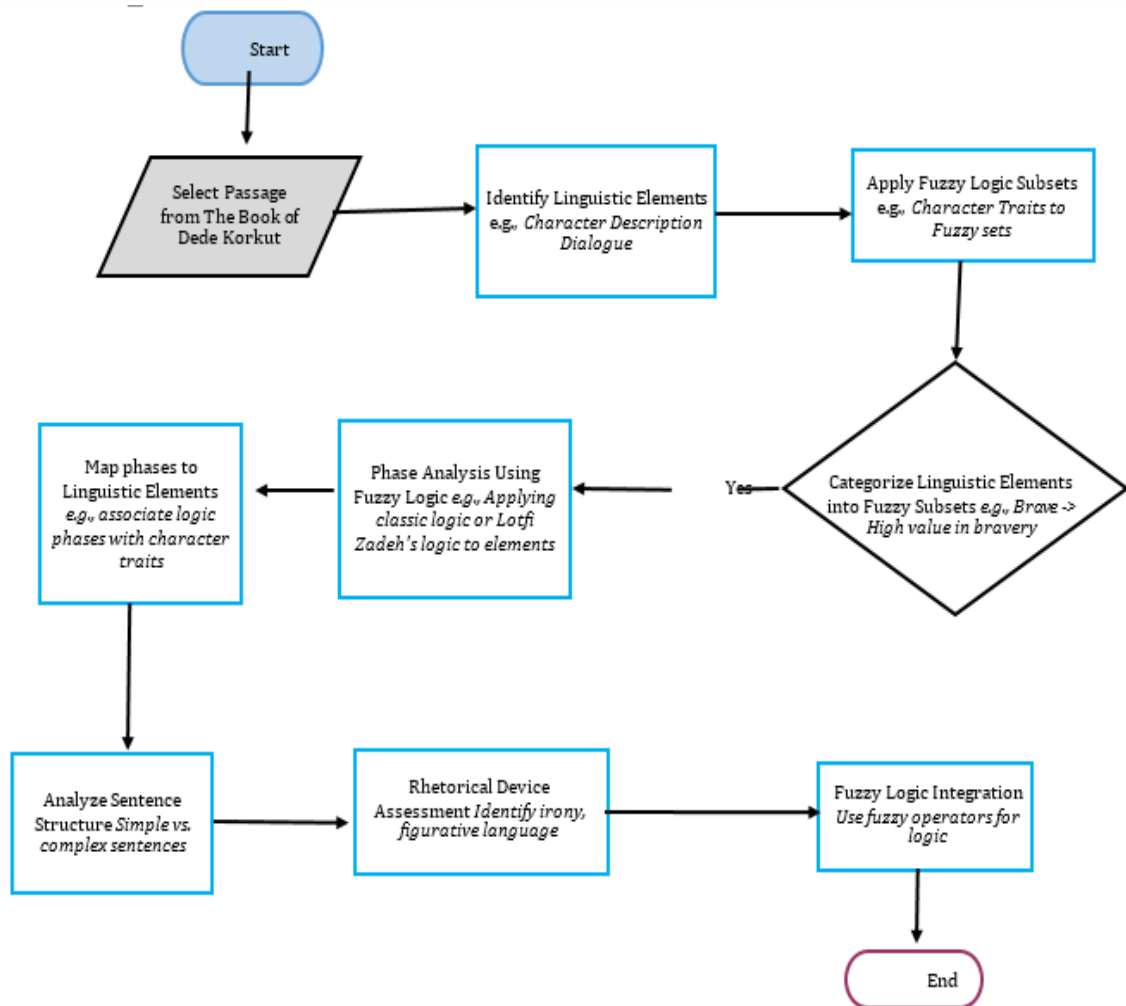 Start
Select Passage
from The Book of
Dede Korkut
Identify Linguistic Elements
e.g., Character Description
Dialogue
Apply Fuzzy Logic Subsets
e.g., Character Traits to
Fuzzy sets
Categorize Linguistic Elements
into Fuzzy Subsets e.g., Brave ->
High value in bravery
Yes
Phase Analysis Using
Fuzzy Logic e.g., Applying
classic logic or Lotfi
Zadeh's logic to elements
Map phases to
Linguistic Elements
e.g., associate logic
phases with character
traits
Analyze Sentence
Structure Simple vs.
complex sentences
Rhetorical Device
Assessment Identify irony,
figurative language
Fuzzy Logic Integration
Use fuzzy operators for
logic
End